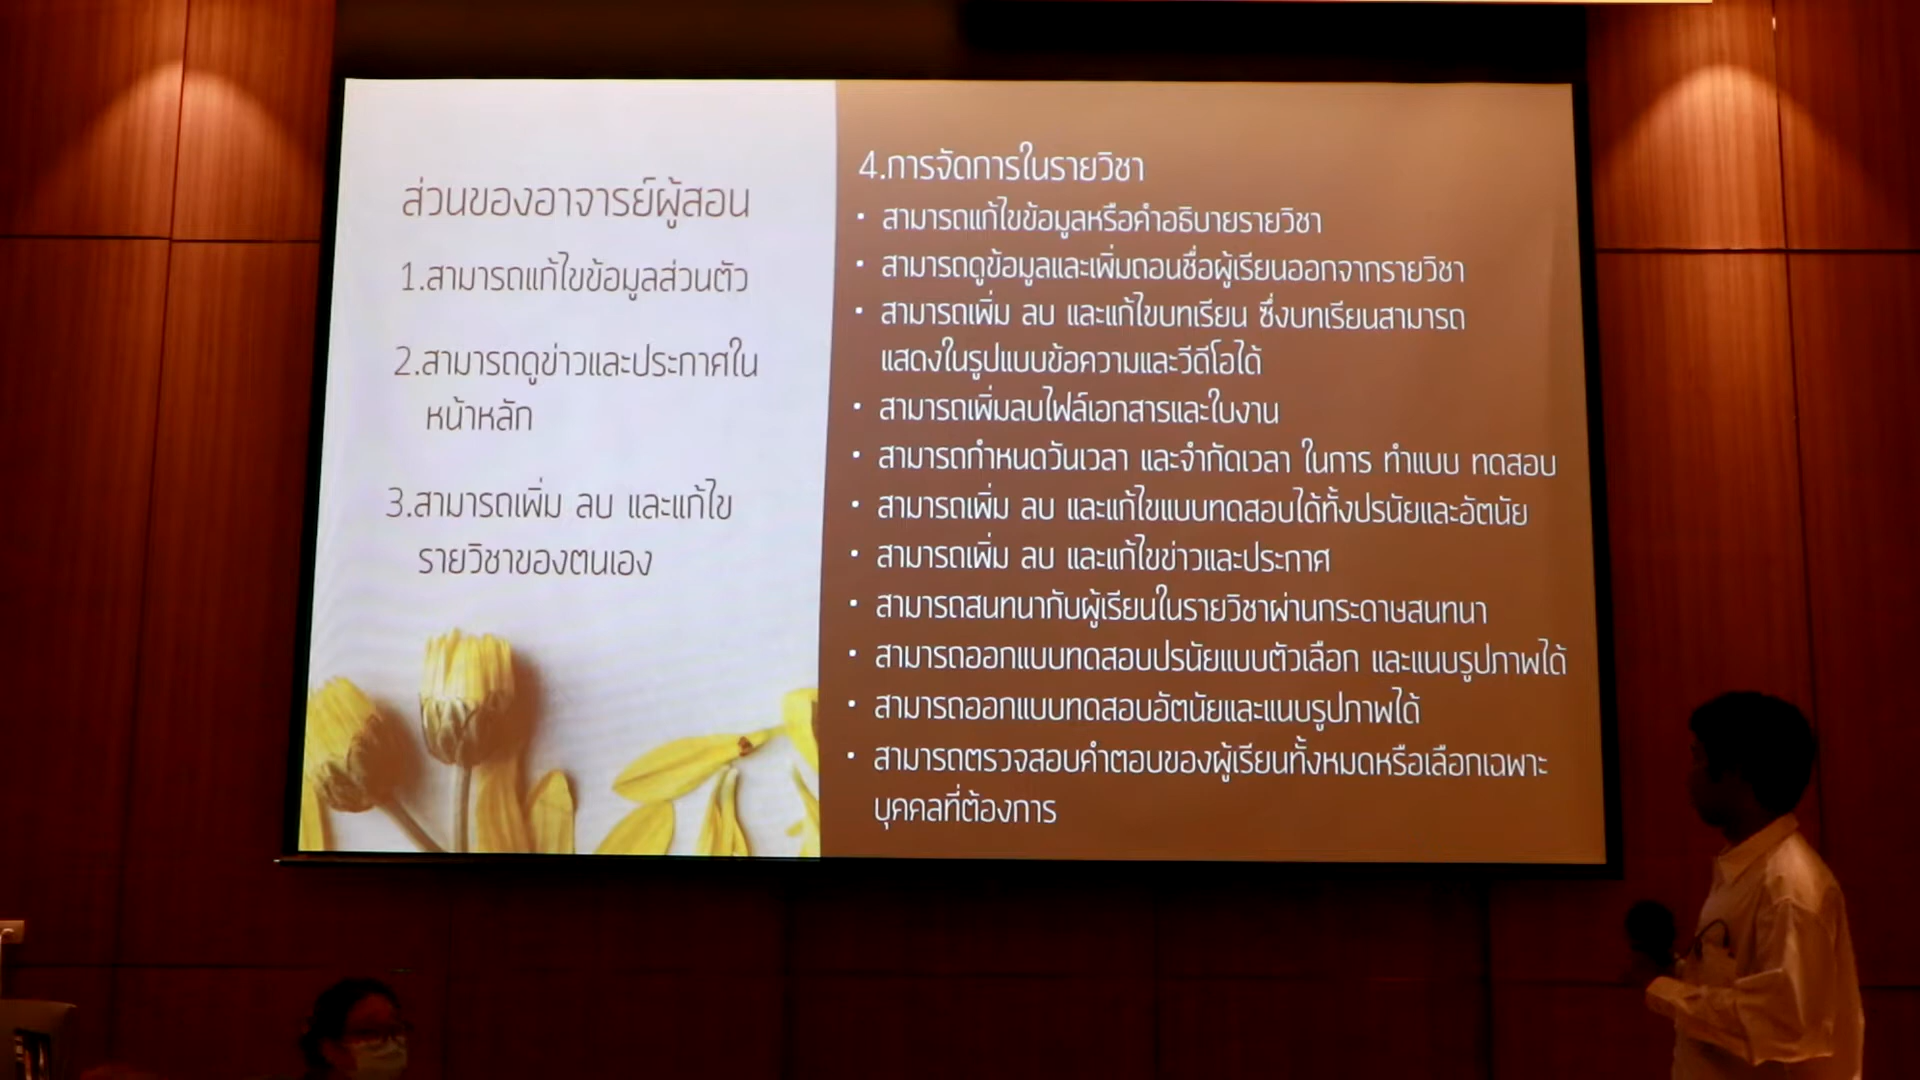 ส่วนของอาจารย์ผู้สอน
1.สามารถแก้ไขข้อมูลส่วนตัว
2.สามารถดูข่าวและประกาศใน
หน้าหลัก
3.สามารถเพิ่ม ลบ และแก้ไข
รายวิชาของตนเอง
4.การจัดการในรายวิชา
• สามารถแก้ไขข้อมูลหรือคำอธิบายรายวิชา
• สามารถดูข้อมูลและเพิ่มถอนชื่อผู้เรียนออกจากรายวิชา
• สามารถเพิ่ม ลบ และแก้ไขบทเรียน ซึ่งบทเรียนสามารถ
แสดงในรูปแบบข้อความและวีดีโอได้
• สามารถเพิ่มลบไฟล์เอกสารและใบงาน
• สามารถกำหนดวันเวลา และจำกัดเวลา ในการ ทำแบบ ทดสอบ
• สามารถเพิ่ม ลบ และแก้ไขแบบทดสอบได้ทั้งปรนัยและอัตนัย
• สามารถเพิ่ม ลบ และแก้ไขข่าวและประกาศ
• สามารถสนทนากับผู้เรียนในรายวิชาผ่านกระดาษสนทนา
• สามารถออกแบบทดสอบปรนัยแบบตัวเลือก และแนบรูปภาพได้
• สามารถออกแบบทดสอบอัตนัยและแนบรูปภาพได้
• สามารถตรวจสอบคำตอบของผู้เรียนทั้งหมดหรือเลือกเฉพาะ
บุคคลที่ต้องการ